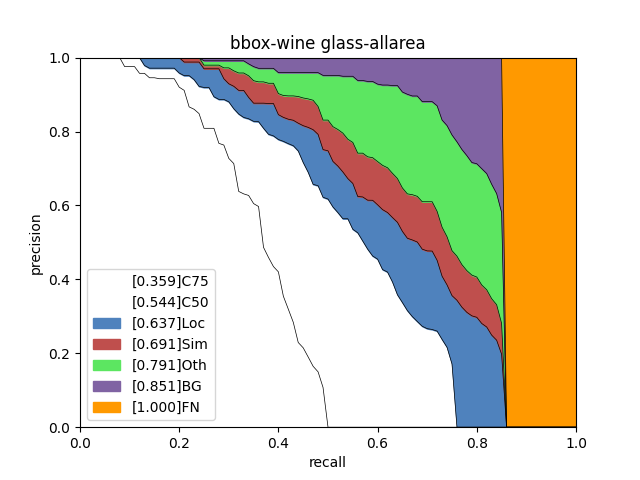 bbox-wine glass-allarea
precision
1.0
0.8
0.6
0.4
0.2
0.0
[0.359]C75
[0.544]C50
[0.637]Loc
[0.691]Sim
[0.791]Oth
[0.851]BG
[1.000]FN
0.0 0.2 0.4 0.6 0.8 1.0
recall